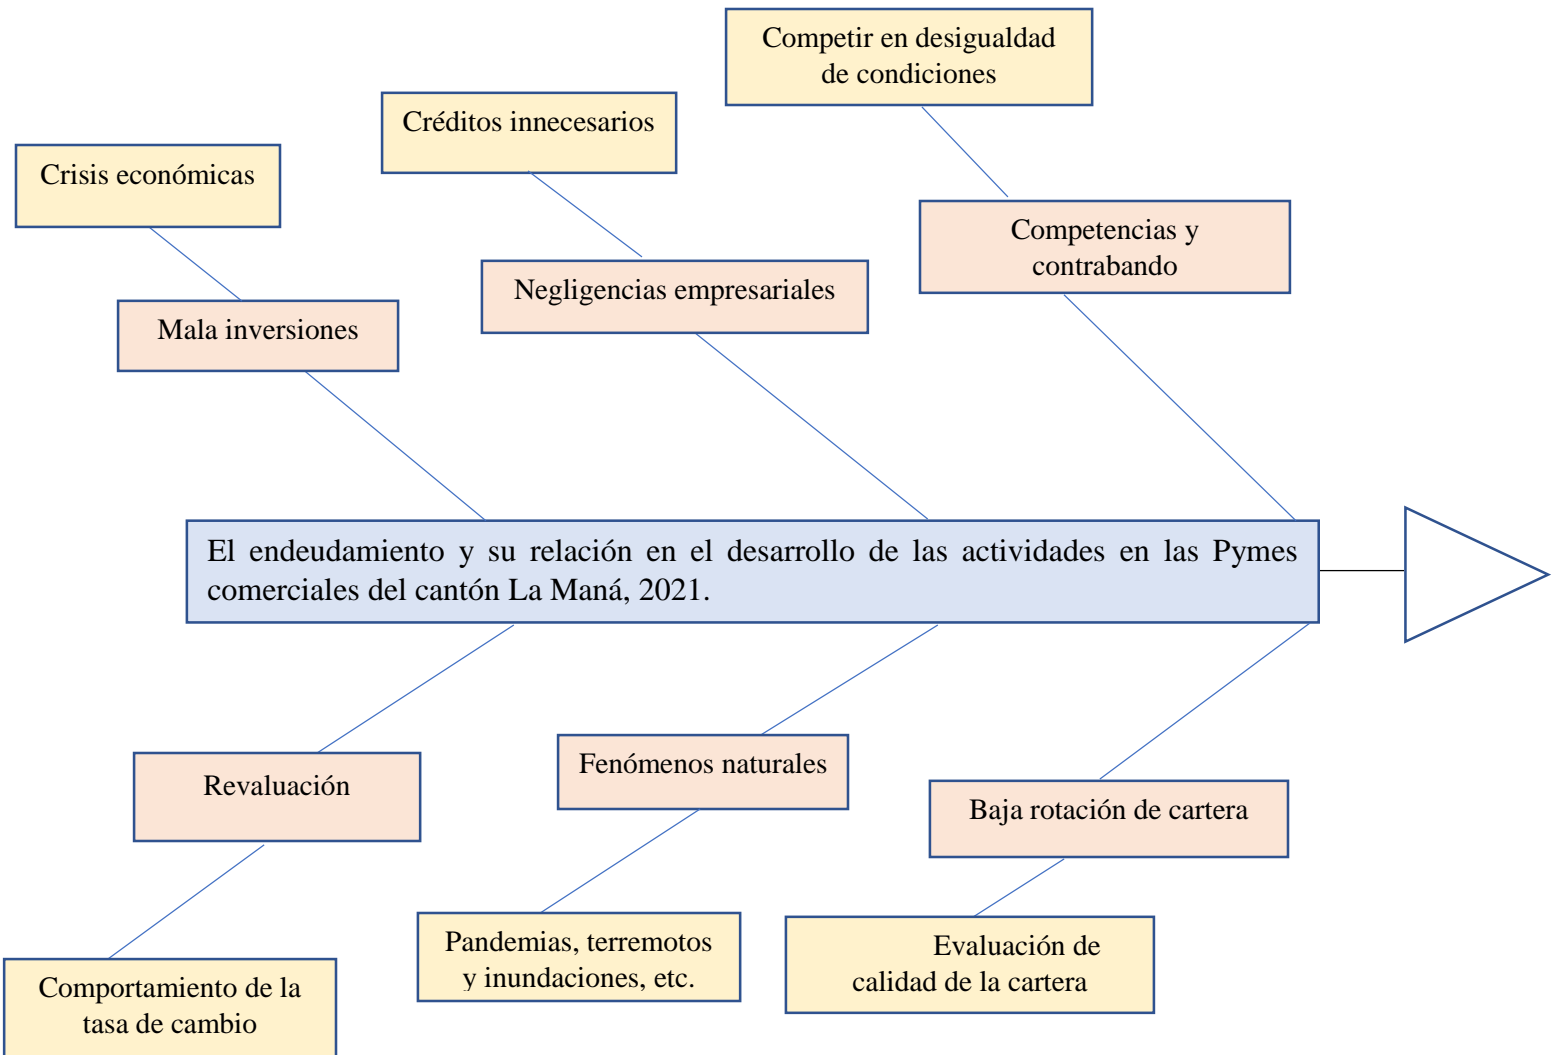 Competir en desigualdad
de condiciones
Créditos innecesarios
Crisis económicas
Competencias y
contrabando
Negligencias empresariales
Mala inversiones
El endeudamiento y su relación en el desarrollo de las actividades en las Pymes
comerciales del cantón La Maná, 2021.
Revaluación
Fenómenos naturales
Baja rotación de cartera
Pandemias, terremotos
y inundaciones, etc.
Evaluación de
calidad de la cartera
Comportamiento de la
tasa de cambio